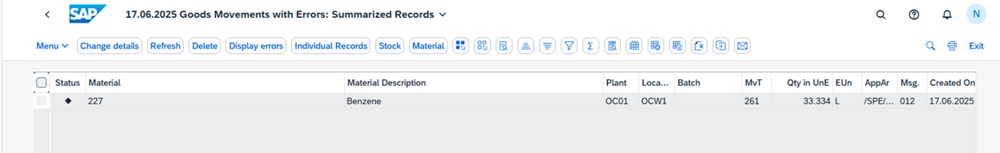 SAP 17.06.2025 Goods Movements with Errors: Summarized Records N
Menu Change details Refresh Delete Display errors Individual Records Stock Material Σ Exit
Status Material Material Description Plant Loca... Batch MvT Qty in UnE EUn AppAr Msg. Created On
227 Benzene OC01 OCW1 261 33.334 L /SPE/... 012 17.06.2025